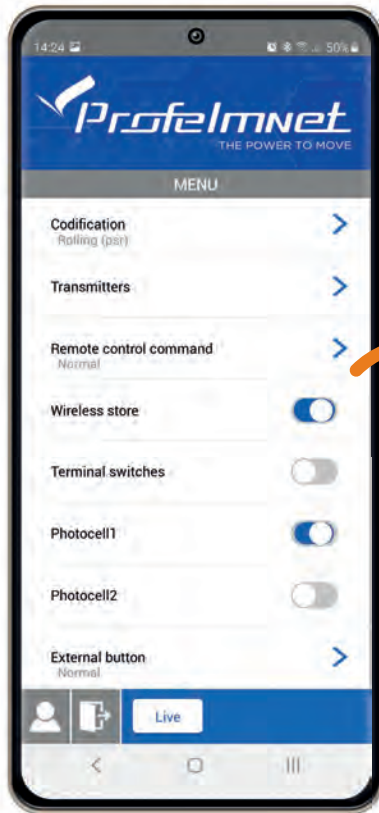 14:24
50%
Profelmnet
THE POWER TO MOVE
MENU
Codification
Rolling (psr)
Transmitters
Remote control command
Normal
Wireless store
Terminal switches
Photocell1
Photocell2
External button
Normal
Live